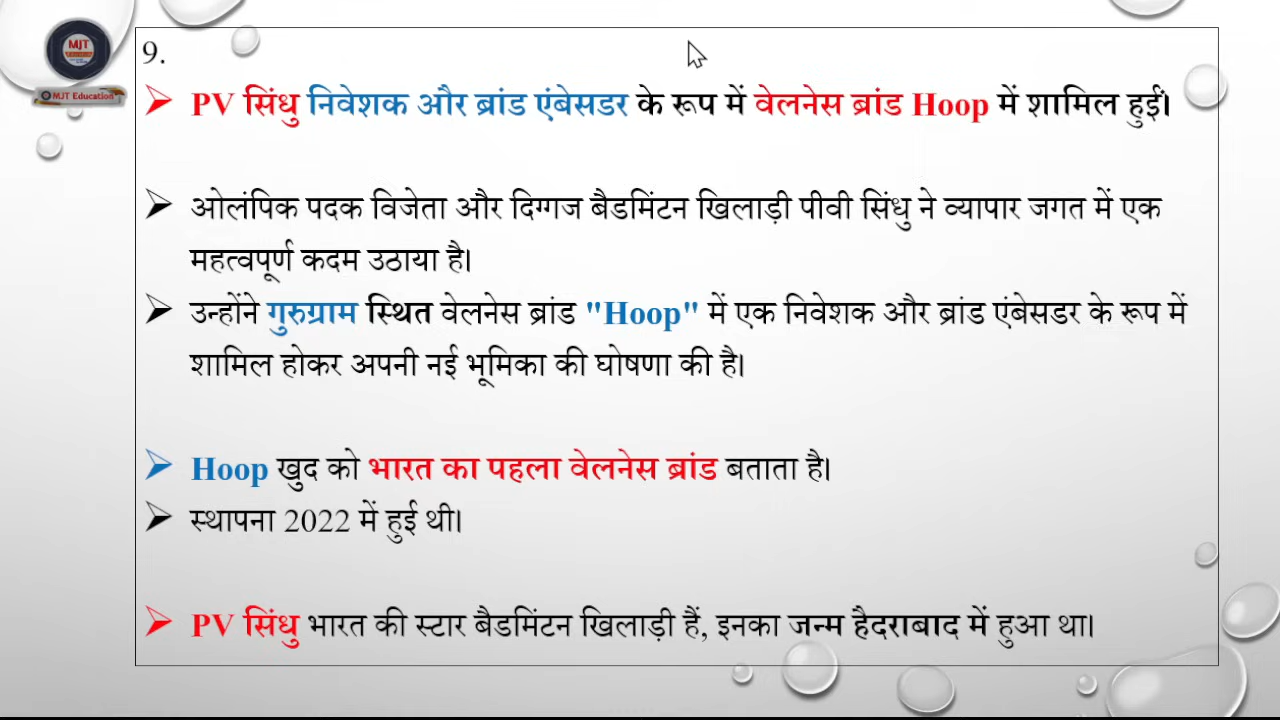 MJT
MJT Education
9.
PV सिंधु निवेशक और ब्रांड एंबेसडर के रूप में वेलनेस ब्रांड Hoop में शामिल हुईं।
ओलंपिक पदक विजेता और दिग्गज बैडमिंटन खिलाड़ी पीवी सिंधु ने व्यापार जगत में एक
महत्वपूर्ण कदम उठाया है।
उन्होंने गुरुग्राम स्थित वेलनेस ब्रांड "Hoop" में एक निवेशक और ब्रांड एंबेसडर के रूप में
शामिल होकर अपनी नई भूमिका की घोषणा की है।
Hoop खुद को भारत का पहला वेलनेस ब्रांड बताता है।
स्थापना 2022 में हुई थी।
PV सिंधु भारत की स्टार बैडमिंटन खिलाड़ी हैं, इनका जन्म हैदराबाद में हुआ था।